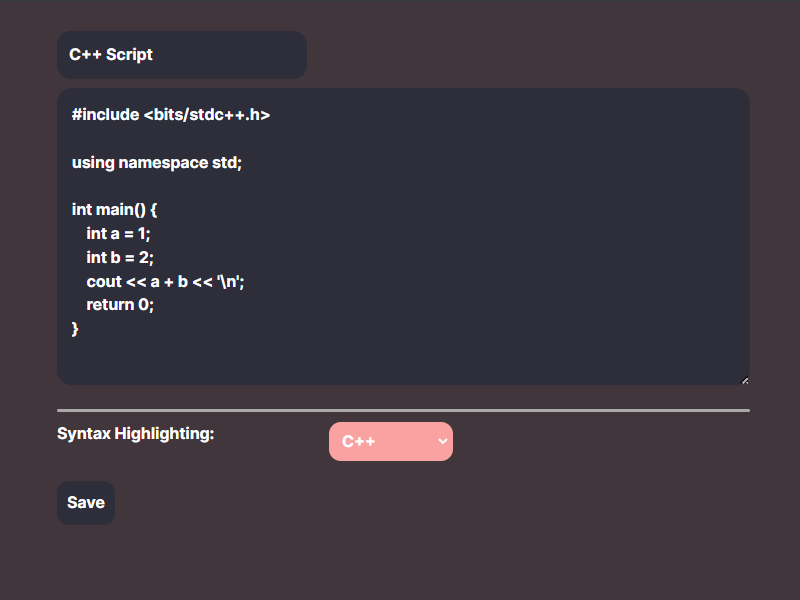 C++ Script
#include <bits/stdc++.h>
using namespace std;
int main() {
    int a = 1;
    int b = 2;
    cout << a + b << '\n';
    return 0;
}
Syntax Highlighting:
C++
Save